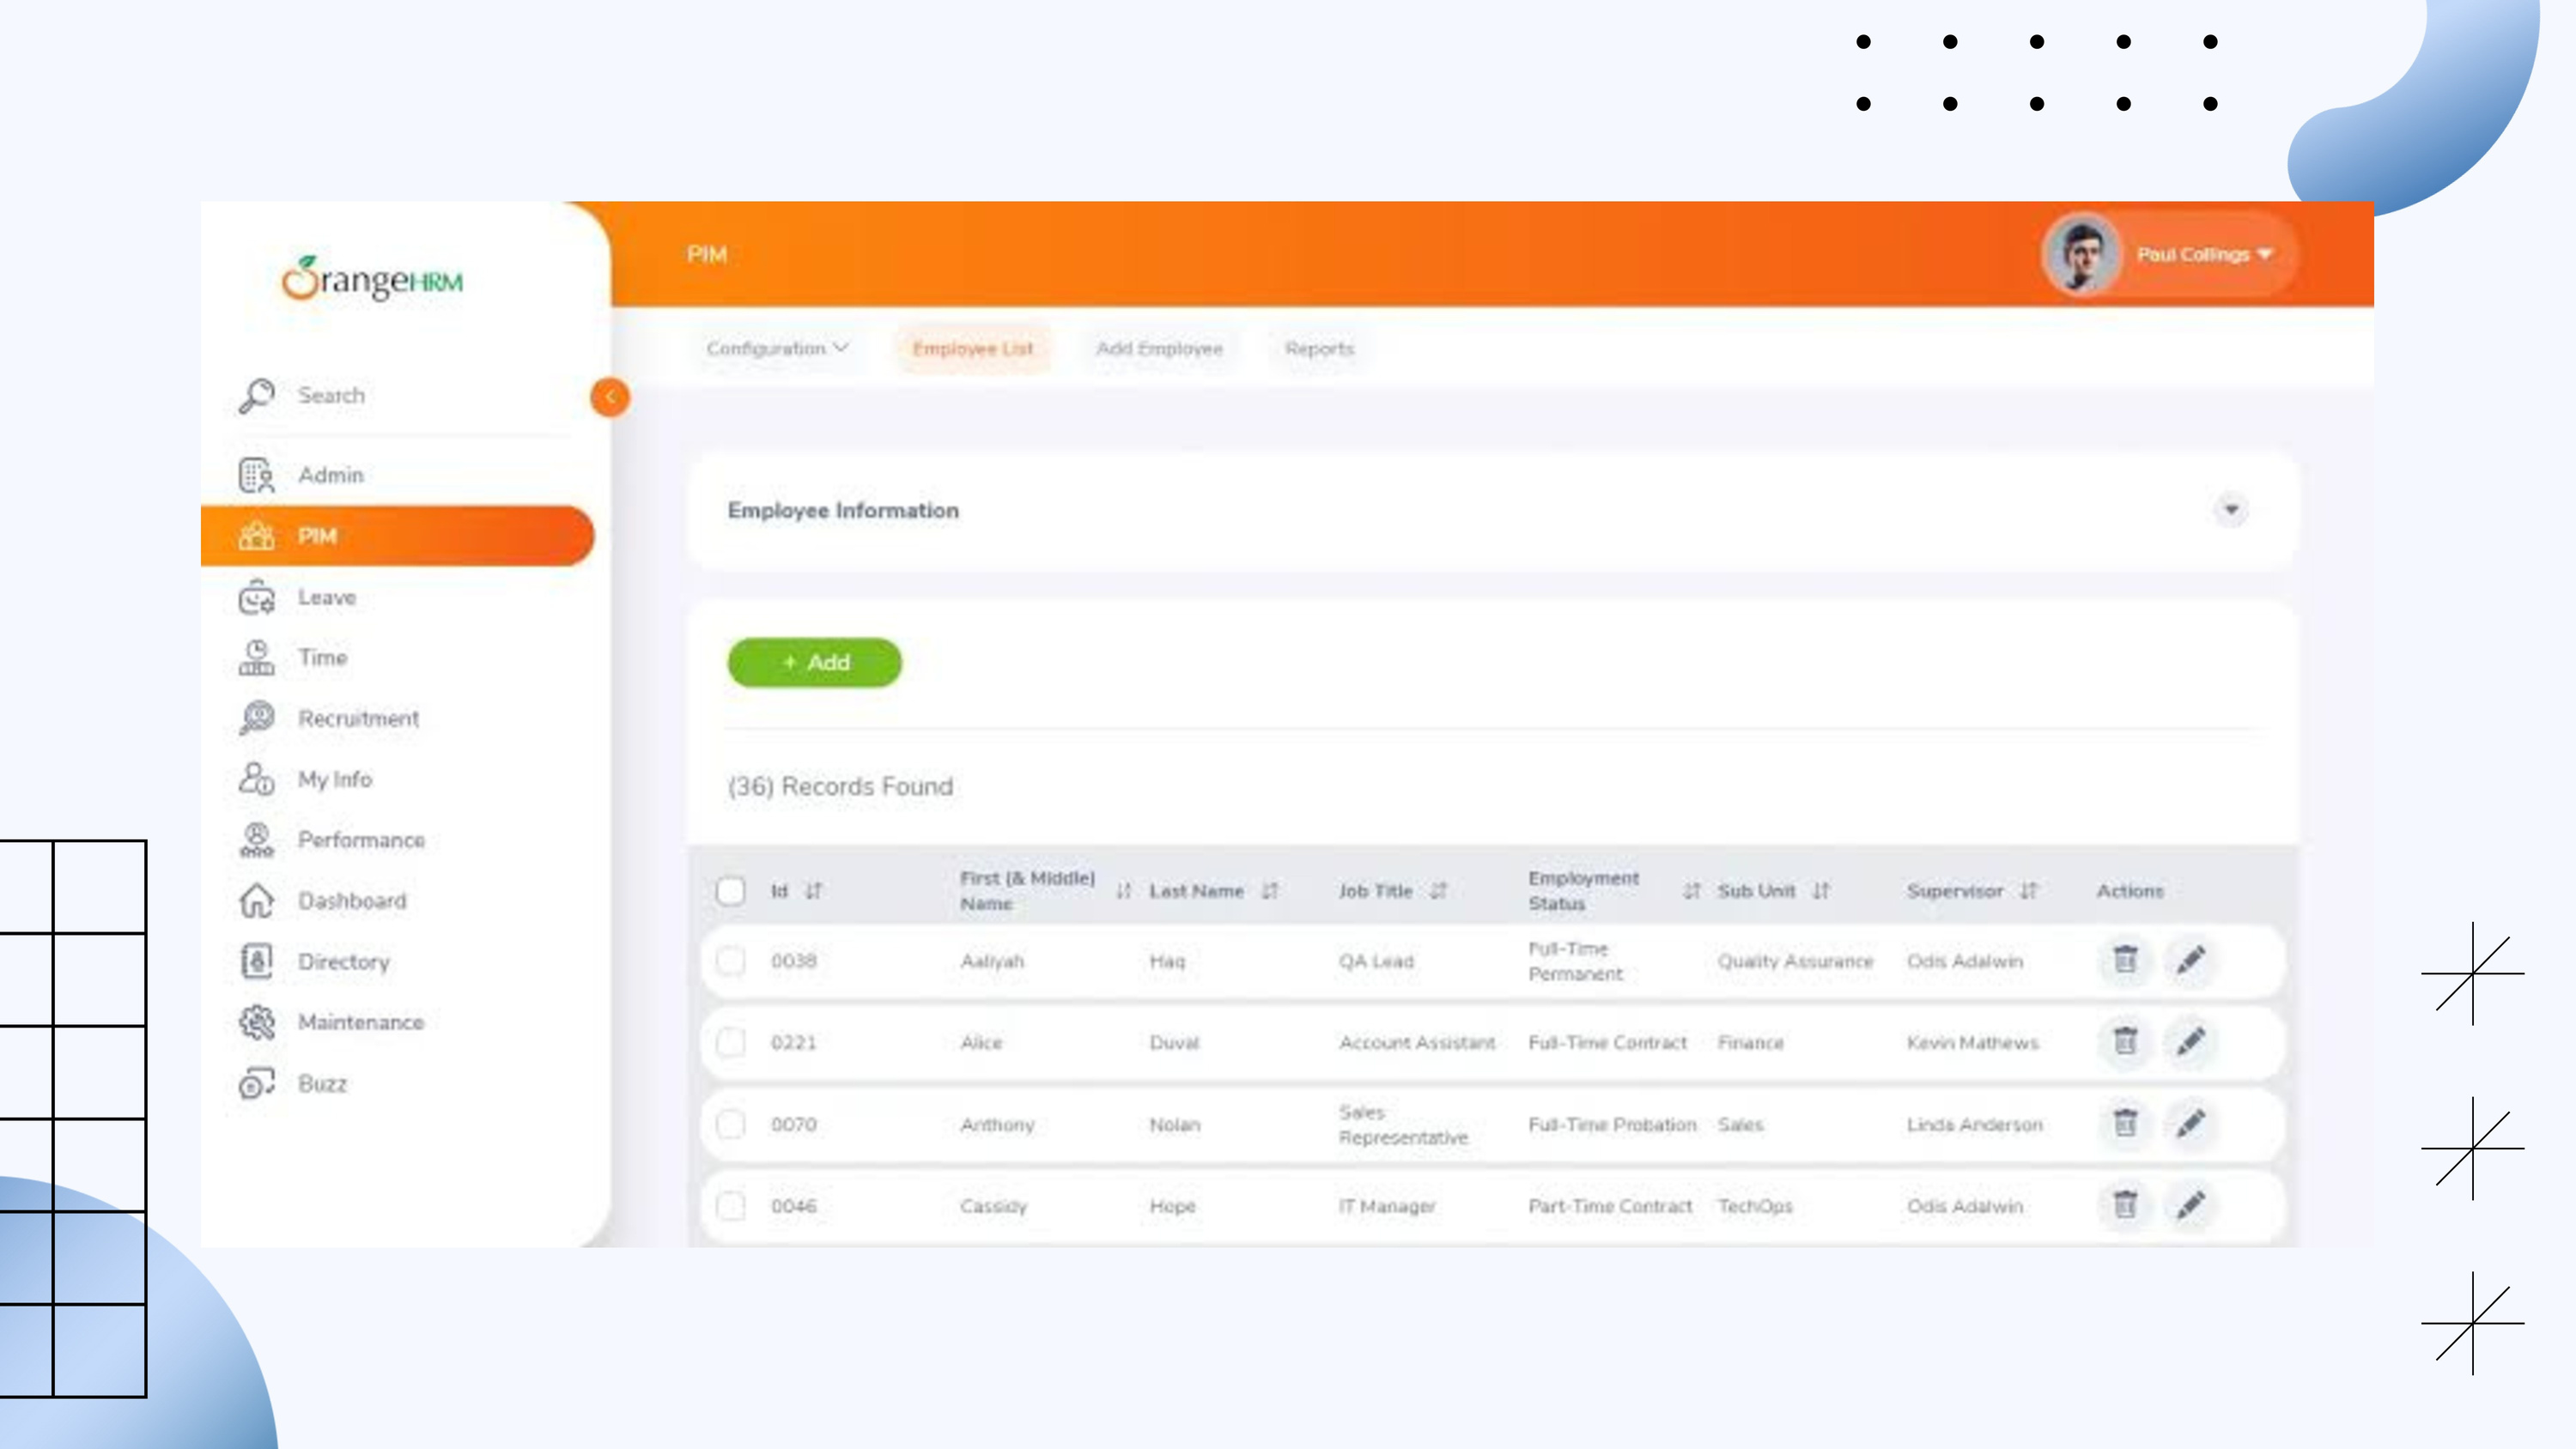 OrangeHRM
PIM
Paul Collings
Configuration
Employee List
Add Employee
Reports
Search
Admin
PIM
Leave
Time
Recruitment
My Info
Performance
Dashboard
Directory
Maintenance
Buzz
Employee Information
+ Add
(36) Records Found
Id First (& Middle) Name Last Name Job Title Employment Status Sub Unit Supervisor Actions
0038 Aaliyah Haq QA Lead Full-Time Permanent Quality Assurance Odis Adalwin
0221 Alice Duval Account Assistant Full-Time Contract Finance Kevin Mathews
0070 Anthony Nolan Sales Representative Full-Time Probation Sales Linda Anderson
0046 Cassidy Hope IT Manager Part-Time Contract TechOps Odis Adalwin